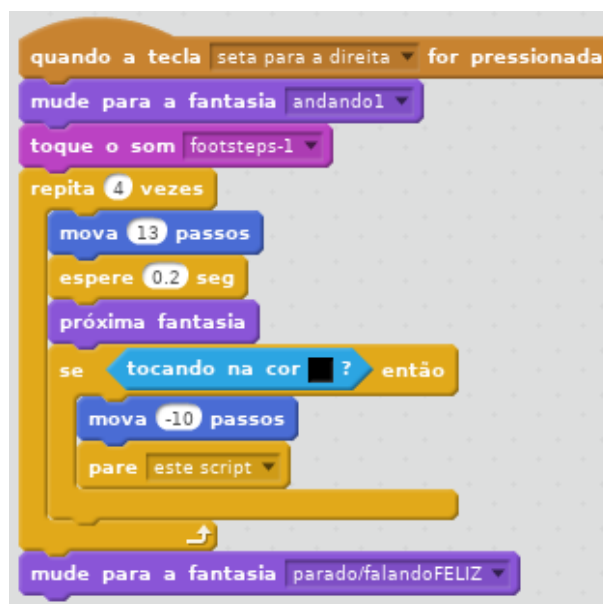 quando a tecla seta para a direita for pressionada
mude para a fantasia andando1
toque o som footsteps-1
repita 4 vezes
mova 13 passos
espere 0.2 seg
próxima fantasia
se tocando na cor ? então
mova -10 passos
pare este script
mude para a fantasia parado/falandoFELIZ